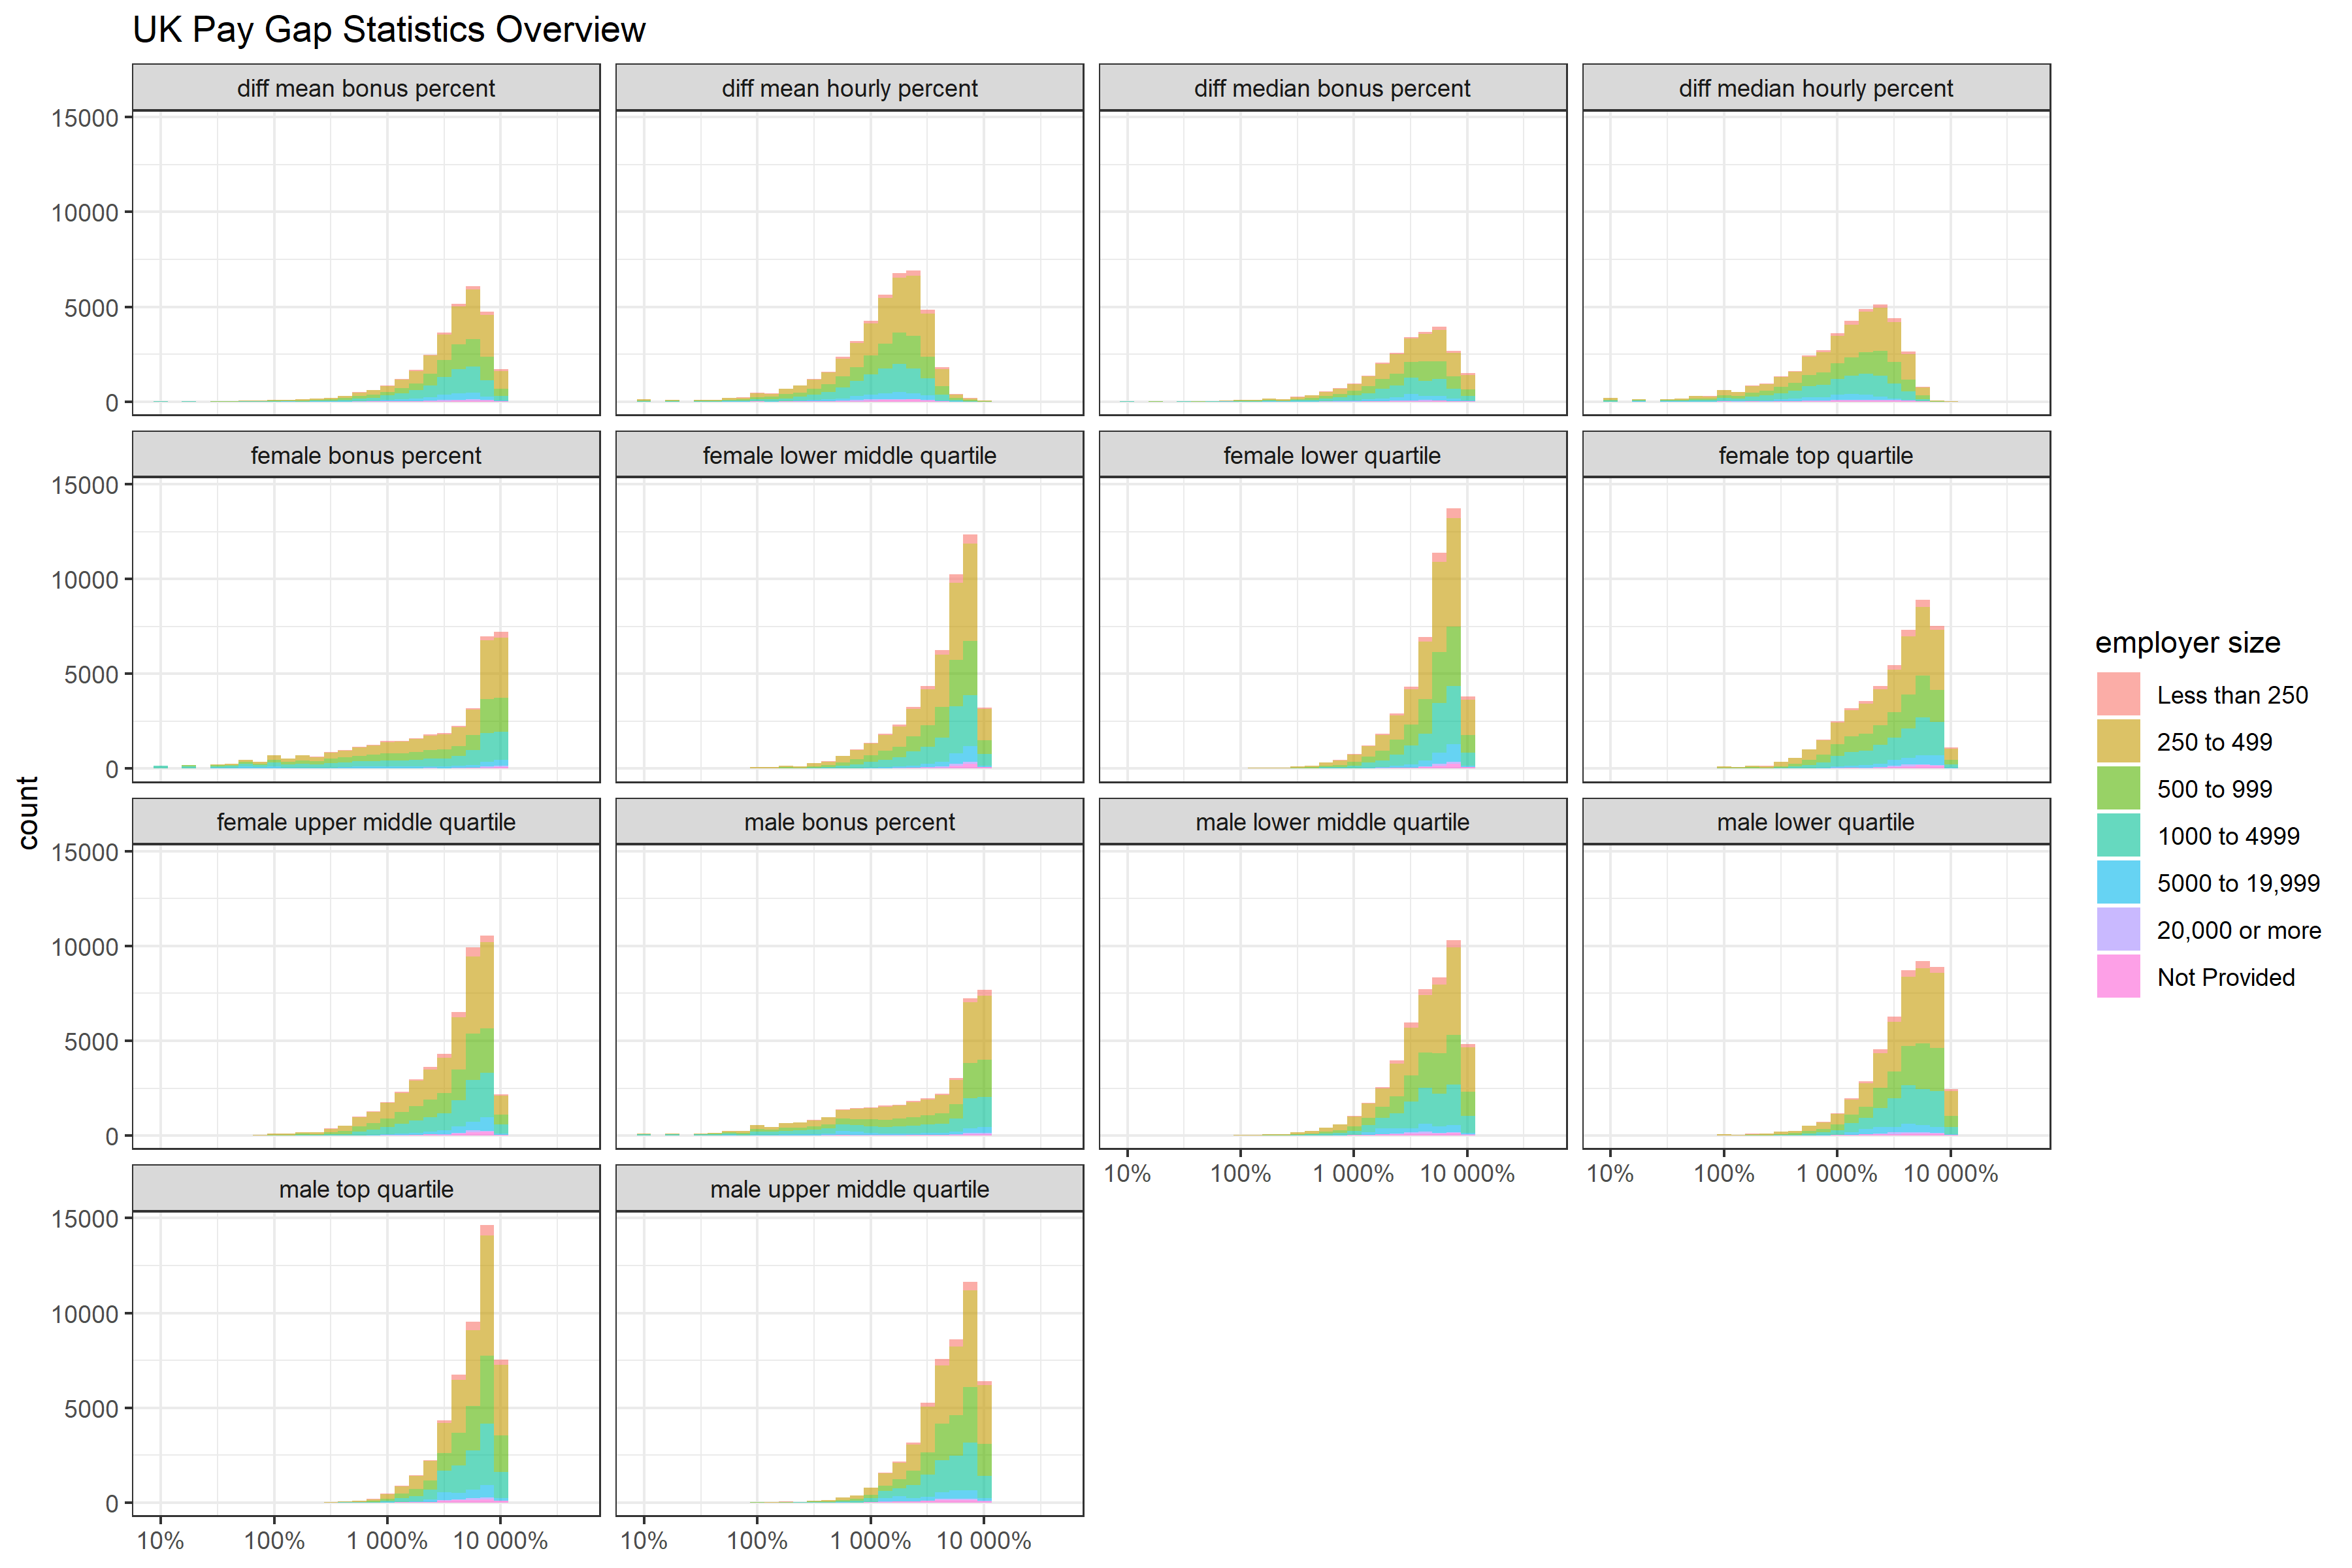 UK Pay Gap Statistics Overview
diff mean bonus percent
diff mean hourly percent
diff median bonus percent
diff median hourly percent
15000
10000
5000
0
female bonus percent
female lower middle quartile
female lower quartile
female top quartile
15000
10000
5000
0
female upper middle quartile
male bonus percent
male lower middle quartile
male lower quartile
15000
10000
5000
0
10%
100%
1 000%
10 000%
10%
100%
1 000%
10 000%
male top quartile
male upper middle quartile
15000
10000
5000
0
10%
100%
1 000%
10 000%
10%
100%
1 000%
10 000%
count
employer size
Less than 250
250 to 499
500 to 999
1000 to 4999
5000 to 19,999
20,000 or more
Not Provided